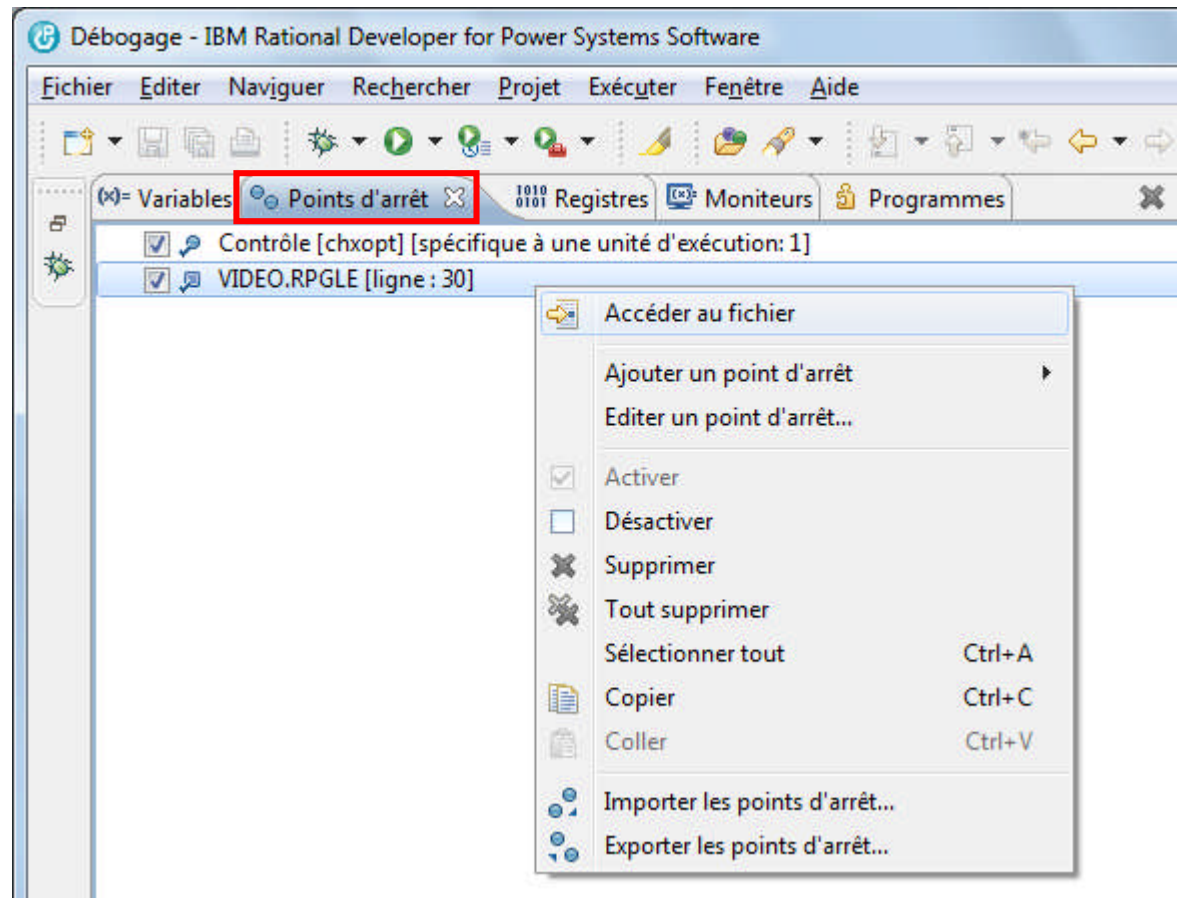 Débogage - IBM Rational Developer for Power Systems Software
Fichier Editer Naviguer Rechercher Projet Exécuter Fenêtre Aide
(x)= Variables Points d'arrêt 1010 0101 Registres (x)= Moniteurs Programmes
Contrôle [chxopt] [spécifique à une unité d'exécution: 1]
VIDEO.RPGLE [ligne : 30]
Accéder au fichier
Ajouter un point d'arrêt
Editer un point d'arrêt...
Activer
Désactiver
Supprimer
Tout supprimer
Sélectionner tout Ctrl+A
Copier Ctrl+C
Coller Ctrl+V
Importer les points d'arrêt...
Exporter les points d'arrêt...